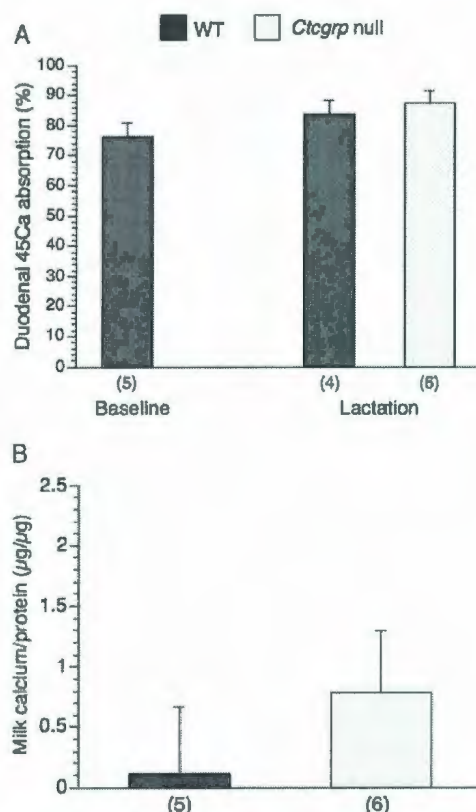 WT Ctcgrp null
A
Duodenal 45Ca absorption (%)
100
90
80
70
60
50
40
30
20
10
0
(5) (4) (6)
Baseline Lactation
B
Milk calcium/protein (µg/µg)
2.5
2
1.5
1
0.5
0
(5) (6)